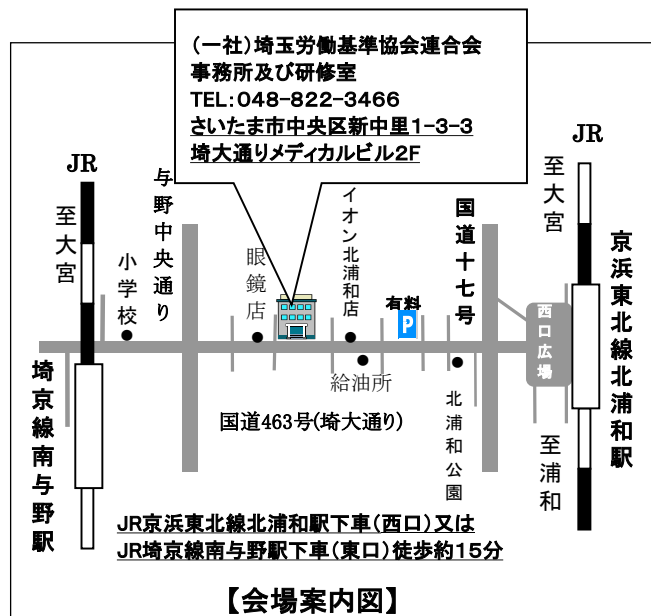 (一社)埼玉労働基準協会連合会
事務所及び研修室
TEL:048-822-3466
さいたま市中央区新中里1-3-3
埼大通りメディカルビル2F
JR
至大宮
小学校
与野中央通り
眼鏡店
イオン北浦和店
有料
P
国道十七号
JR
至大宮
京浜東北線北浦和駅
西口広場
至浦和
北浦和公園
給油所
国道463号(埼大通り)
埼京線南与野駅
JR京浜東北線北浦和駅下車(西口)又は
JR埼京線南与野駅下車(東口)徒歩約15分
【会場案内図】